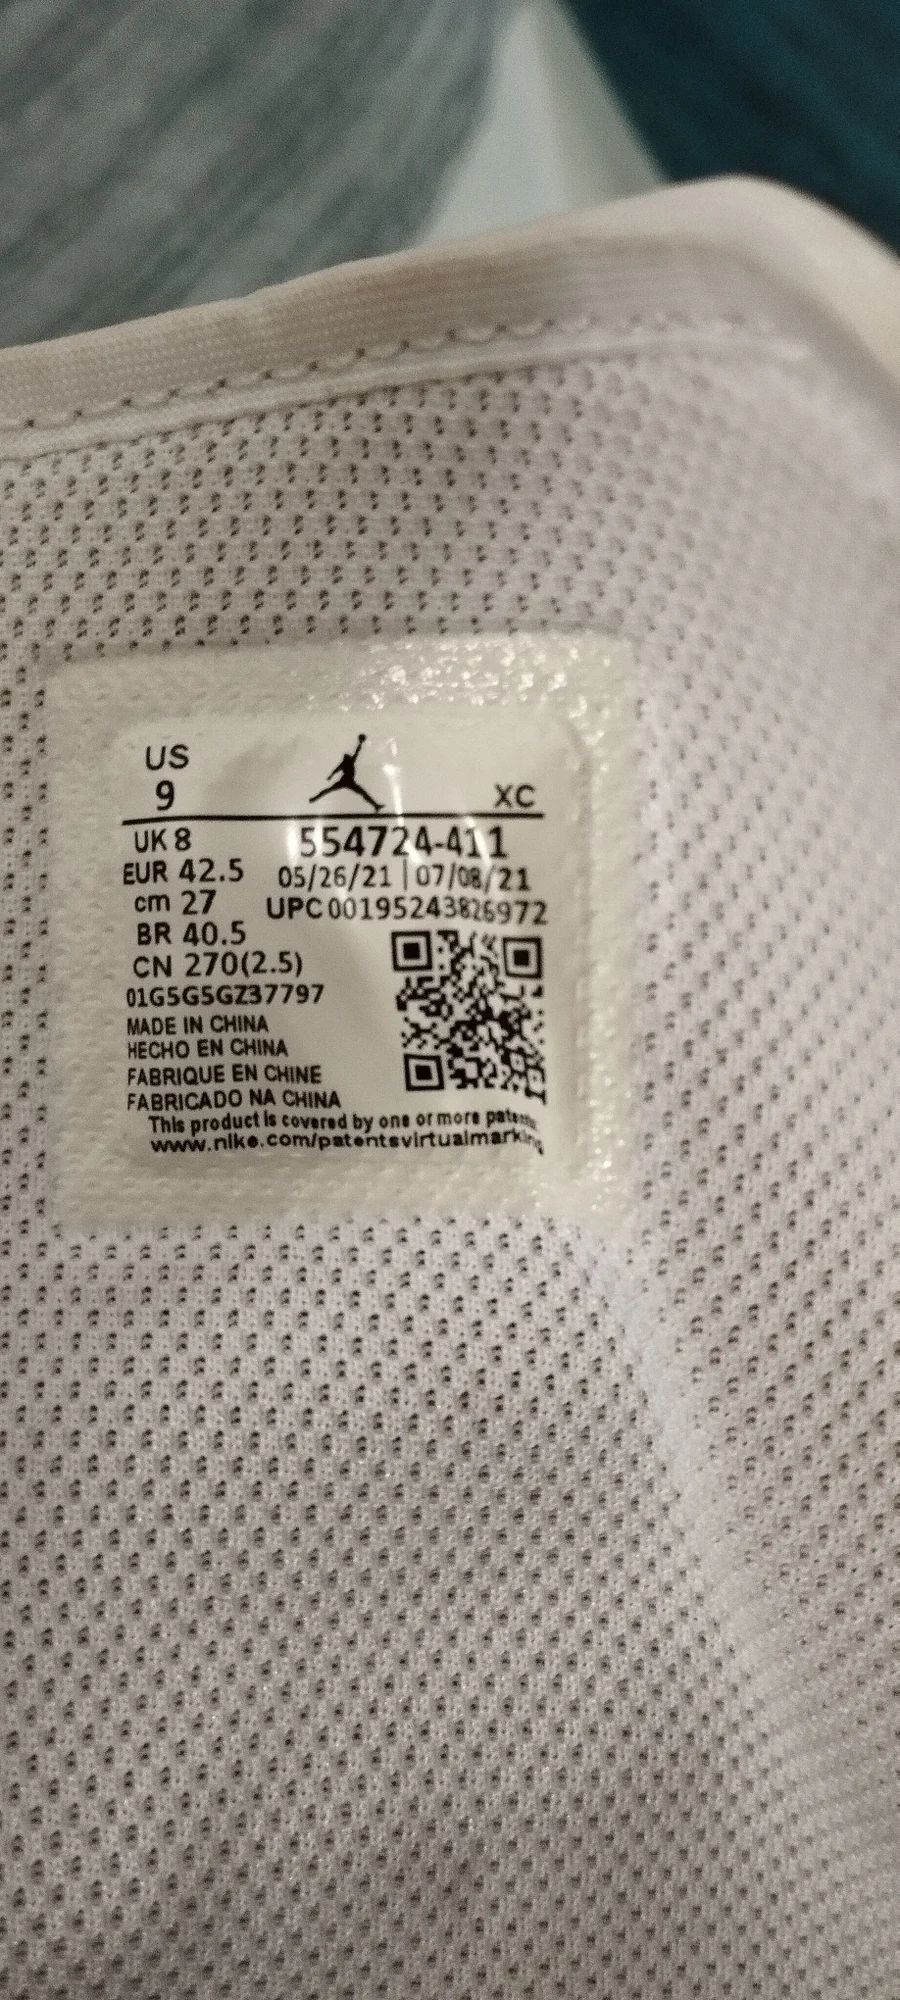 US
9
XC
UK 8
554724-411
EUR 42.5
05/26/21 | 07/08/21
cm 27
UPC 00195243826972
BR 40.5
CN 270(2.5)
01G5G5GZ37797
MADE IN CHINA
HECHO EN CHINA
FABRIQUE EN CHINE
FABRICADO NA CHINA
This product is covered by one or more patents
www.nike.com/patentsvirtualmarking